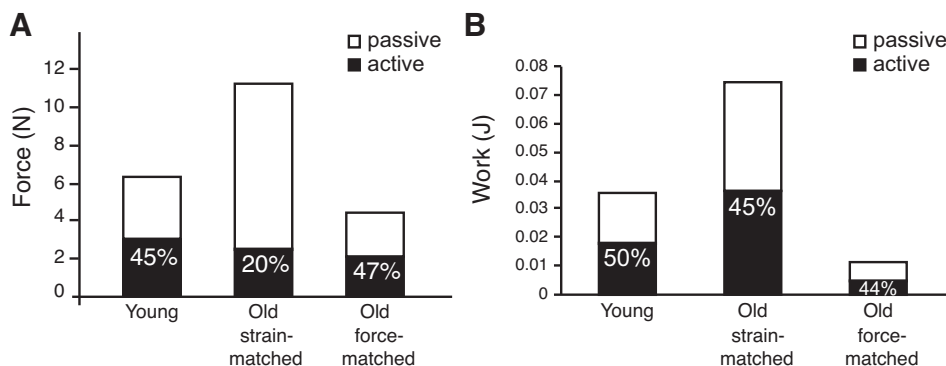 A
passive
active
Force (N)
12
10
8
6
4
2
0
45%
20%
47%
Young
Old
strain-
matched
Old
force-
matched
B
passive
active
Work (J)
0.08
0.07
0.06
0.05
0.04
0.03
0.02
0.01
0
50%
45%
44%
Young
Old
strain-
matched
Old
force-
matched